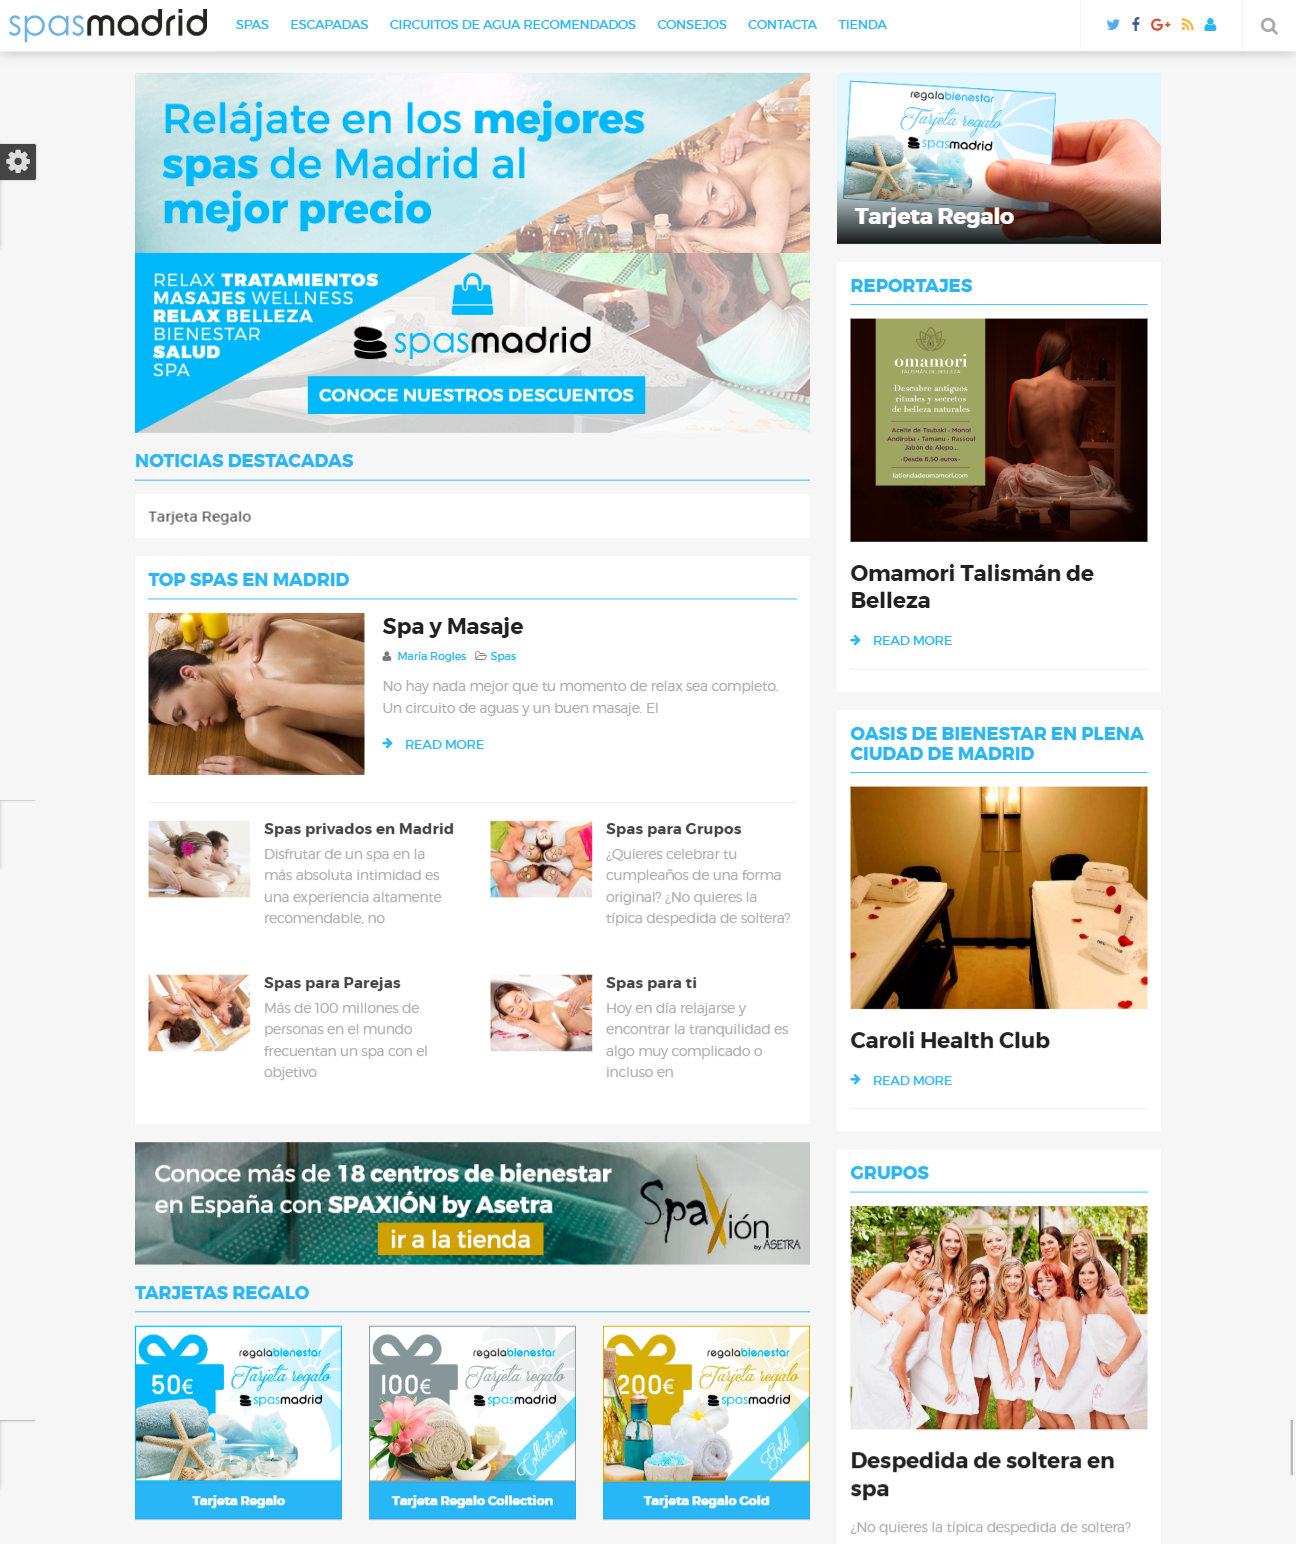 spasmadrid
SPAS ESCAPADAS CIRCUITOS DE AGUA RECOMENDADOS CONSEJOS CONTACTA TIENDA
Relájate en los mejores
spas de Madrid al
mejor precio
RELAX TRATAMIENTOS
MASAJES WELLNESS
RELAX BELLEZA
BIENESTAR
SALUD
SPA
spasmadrid
CONOCE NUESTROS DESCUENTOS
NOTICIAS DESTACADAS
Tarjeta Regalo
TOP SPAS EN MADRID
Spa y Masaje
María Rogles Spas
No hay nada mejor que tu momento de relax sea completo.
Un circuito de aguas y un buen masaje. El
READ MORE
Spas privados en Madrid
Disfrutar de un spa en la
más absoluta intimidad es
una experiencia altamente
recomendable, no
Spas para Grupos
¿Quieres celebrar tu
cumpleaños de una forma
original? ¿No quieres la
típica despedida de soltera?
Spas para Parejas
Más de 100 millones de
personas en el mundo
frecuentan un spa con el
objetivo
Spas para ti
Hoy en día relajarse y
encontrar la tranquilidad es
algo muy complicado o
incluso en
Conoce más de 18 centros de bienestar
en España con SPAXIÓN by Asetra
ir a la tienda
SpaXión
by ASETRA
TARJETAS REGALO
regalabienestar
Tarjeta regalo
50€
spasmadrid
Tarjeta Regalo
regalabienestar
Tarjeta regalo
100€
spasmadrid
Collection
Tarjeta Regalo Collection
regalabienestar
Tarjeta regalo
200€
spasmadrid
Gold
Tarjeta Regalo Gold
regalabienestar
Tarjeta regalo
spasmadrid
Tarjeta Regalo
REPORTAJES
omamori
TALISMÁN DE BELLEZA
Descubre antiguos
rituales y secretos
de belleza naturales
Aceite de Tsubaki - Monoï
Andiroba - Tamanu - Rassoul
Jabón de Alepo...
-Desde 6,50 euros-
latiendadeomamori.com
Omamori Talismán de
Belleza
READ MORE
OASIS DE BIENESTAR EN PLENA
CIUDAD DE MADRID
Caroli Health Club
READ MORE
GRUPOS
Despedida de soltera en
spa
¿No quieres la típica despedida de soltera?